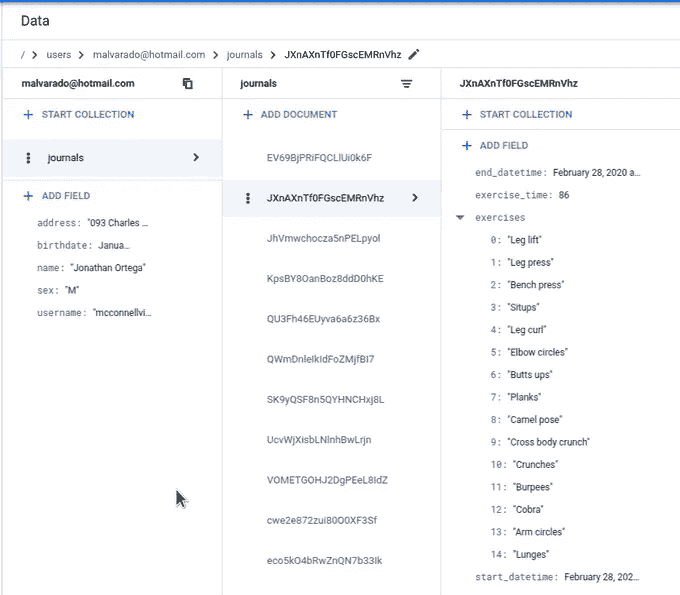 Data
/ > users > malvarado@hotmail.com > journals > JXnAXnTf0FGscEMRnVhz
malvarado@hotmail.com
+ START COLLECTION
journals
+ ADD FIELD
address: "093 Charles ...
birthdate: Janua...
name: "Jonathan Ortega"
sex: "M"
username: "mcconnellvi...
journals
+ ADD DOCUMENT
EV69BjPRiFQCLlUi0k6F
JXnAXnTf0FGscEMRnVhz
JhVmwchocza5nPELpyol
KpsBY8OanBoz8ddD0hKE
QU3Fh46EUyva6a6z36Bx
QWmDnleIkIdFoZMjfBI7
SK9yQSF8n5QYHNCHxj8L
UcvWjXisbLNlnhBwLrjn
VOMETGOHJ2DgPEeL8IdZ
cwe2e872zui80O0XF3Sf
eco5kO4bRwZnQN7b33Ik
JXnAXnTf0FGscEMRnVhz
+ START COLLECTION
+ ADD FIELD
end_datetime: February 28, 2020 a...
exercise_time: 86
exercises
0: "Leg lift"
1: "Leg press"
2: "Bench press"
3: "Situps"
4: "Leg curl"
5: "Elbow circles"
6: "Butts ups"
7: "Planks"
8: "Camel pose"
9: "Cross body crunch"
10: "Crunches"
11: "Burpees"
12: "Cobra"
13: "Arm circles"
14: "Lunges"
start_datetime: February 28, 202...